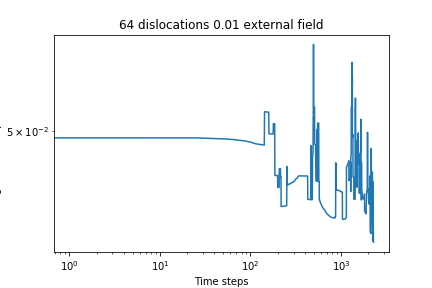 64 dislocations 0.01 external field
5 × 10⁻²
10⁰ 10¹ 10² 10³
Time steps